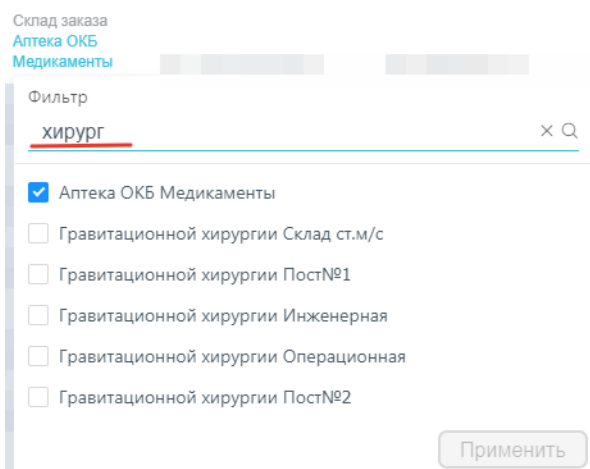 Склад заказа
Аптека ОКБ
Медикаменты
Фильтр
хирург
Аптека ОКБ Медикаменты
Гравитационной хирургии Склад ст.м/с
Гравитационной хирургии Пост№1
Гравитационной хирургии Инженерная
Гравитационной хирургии Операционная
Гравитационной хирургии Пост№2
Применить